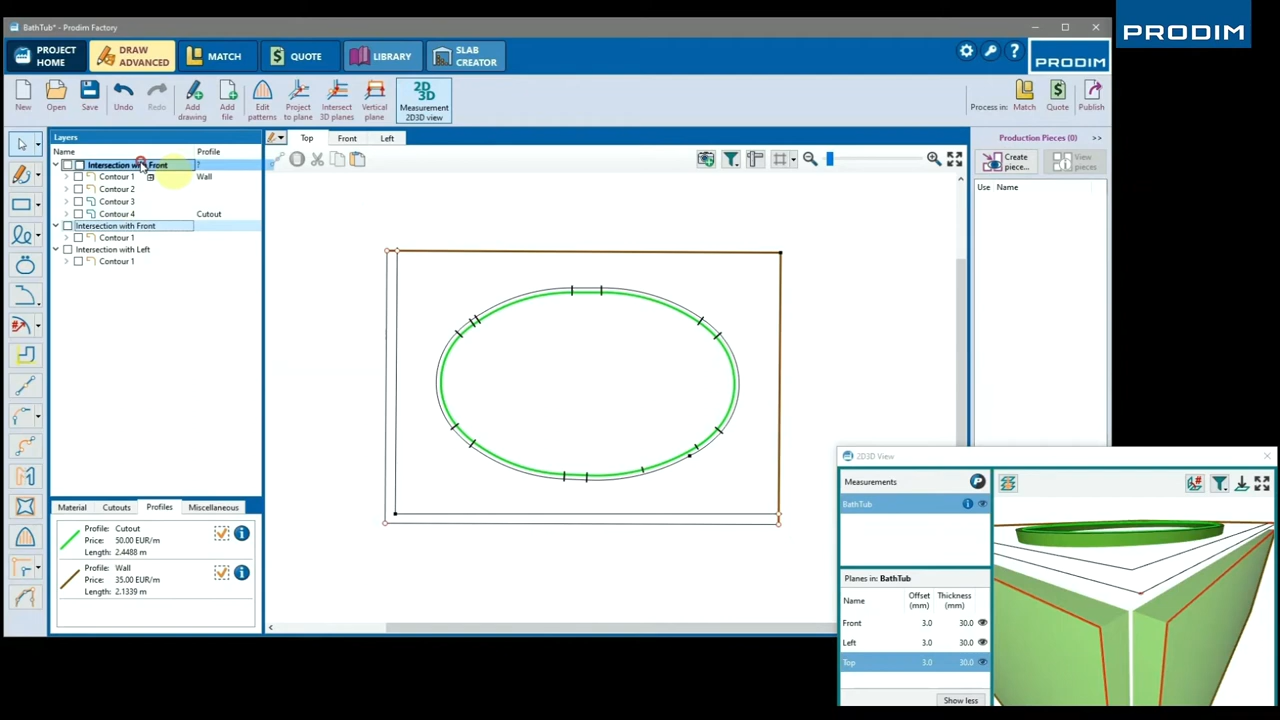 BathTub* - Prodim Factory
PROJECT HOME
DRAW ADVANCED
MATCH
QUOTE
LIBRARY
SLAB CREATOR
?
PRODIM
PRODIM
New
Open
Save
Undo
Redo
Add drawing
Add file
Edit patterns
Project to plane
Intersect 3D planes
Vertical plane
2D 3D
Measurement 2D3D view
Process in:
Match
Quote
Publish
Layers
Name Profile
Intersection with Front ?
Contour 1 Wall
Contour 2
Contour 3
Contour 4 Cutout
Intersection with Front
Contour 1
Intersection with Left
Contour 1
Top
Front
Left
Production Pieces (0) >>
Create piece...
View pieces
Use Name
Material
Cutouts
Profiles
Miscellaneous
Profile: Cutout
Price: 50.00 EUR/m
Length: 2.4488 m
Profile: Wall
Price: 35.00 EUR/m
Length: 2.1339 m
2D3D View
Measurements
BathTub
Planes in: BathTub
Name Offset (mm) Thickness (mm)
Front 3.0 30.0
Left 3.0 30.0
Top 3.0 30.0
Show less